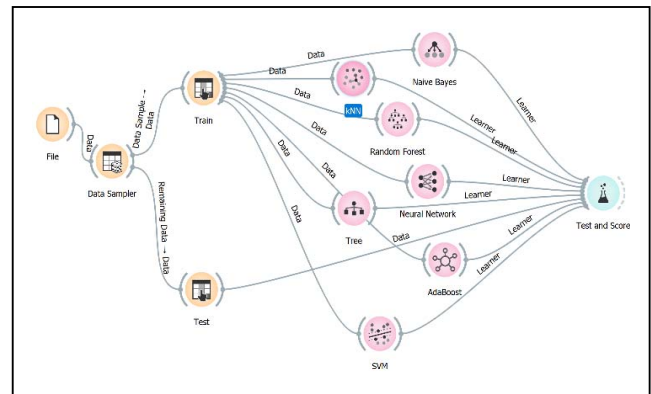 File
Data
Data Sampler
Data Sample → Data
Remaining Data → Data
Train
Test
Data
Data
Data
Data
Data
Data
Data
Data
Naive Bayes
kNN
Random Forest
Neural Network
Tree
AdaBoost
SVM
Learner
Learner
Learner
Learner
Learner
Learner
Learner
Test and Score